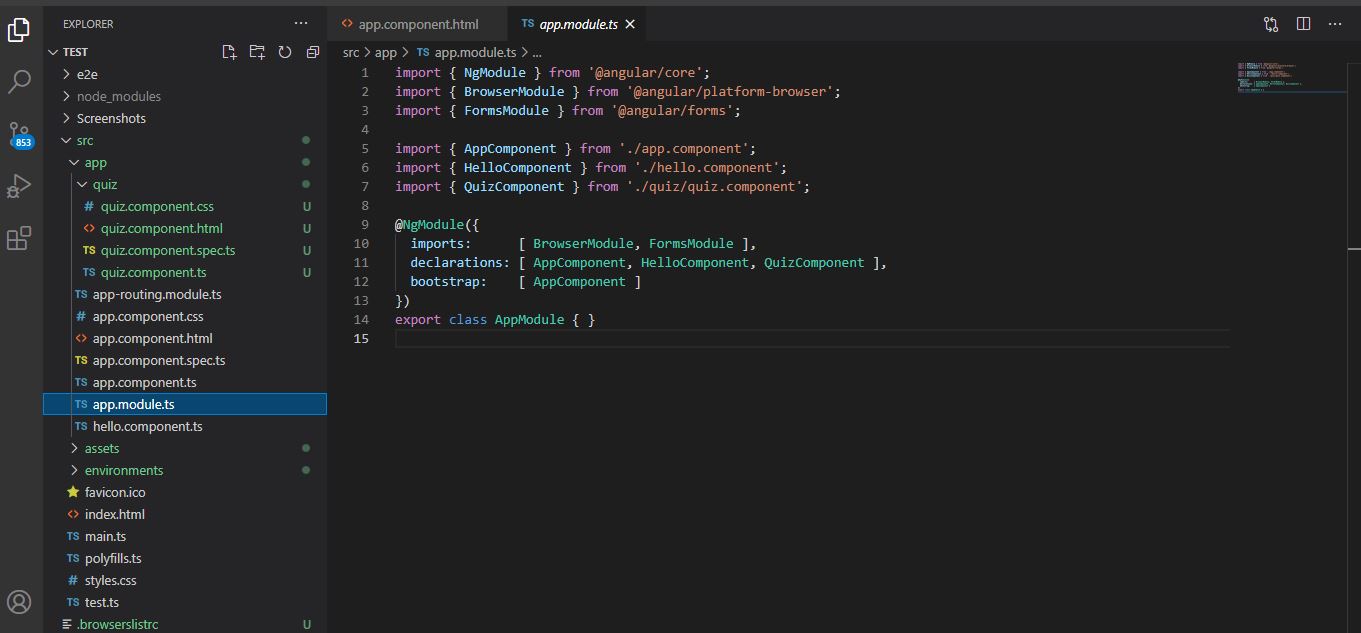 EXPLORER
TEST
e2e
node_modules
Screenshots
src
app
quiz
# quiz.component.css U
<> quiz.component.html U
TS quiz.component.spec.ts U
TS quiz.component.ts U
TS app-routing.module.ts
# app.component.css
<> app.component.html
TS app.component.spec.ts
TS app.component.ts
TS app.module.ts
TS hello.component.ts
assets
environments
favicon.ico
<> index.html
TS main.ts
TS polyfills.ts
# styles.css
TS test.ts
.browserslistrc U
853
<> app.component.html
TS app.module.ts
src > app > TS app.module.ts > ...
1 import { NgModule } from '@angular/core';
2 import { BrowserModule } from '@angular/platform-browser';
3 import { FormsModule } from '@angular/forms';
4
5 import { AppComponent } from './app.component';
6 import { HelloComponent } from './hello.component';
7 import { QuizComponent } from './quiz/quiz.component';
8
9 @NgModule({
10   imports:      [ BrowserModule, FormsModule ],
11   declarations: [ AppComponent, HelloComponent, QuizComponent ],
12   bootstrap:    [ AppComponent ]
13 })
14 export class AppModule { }
15